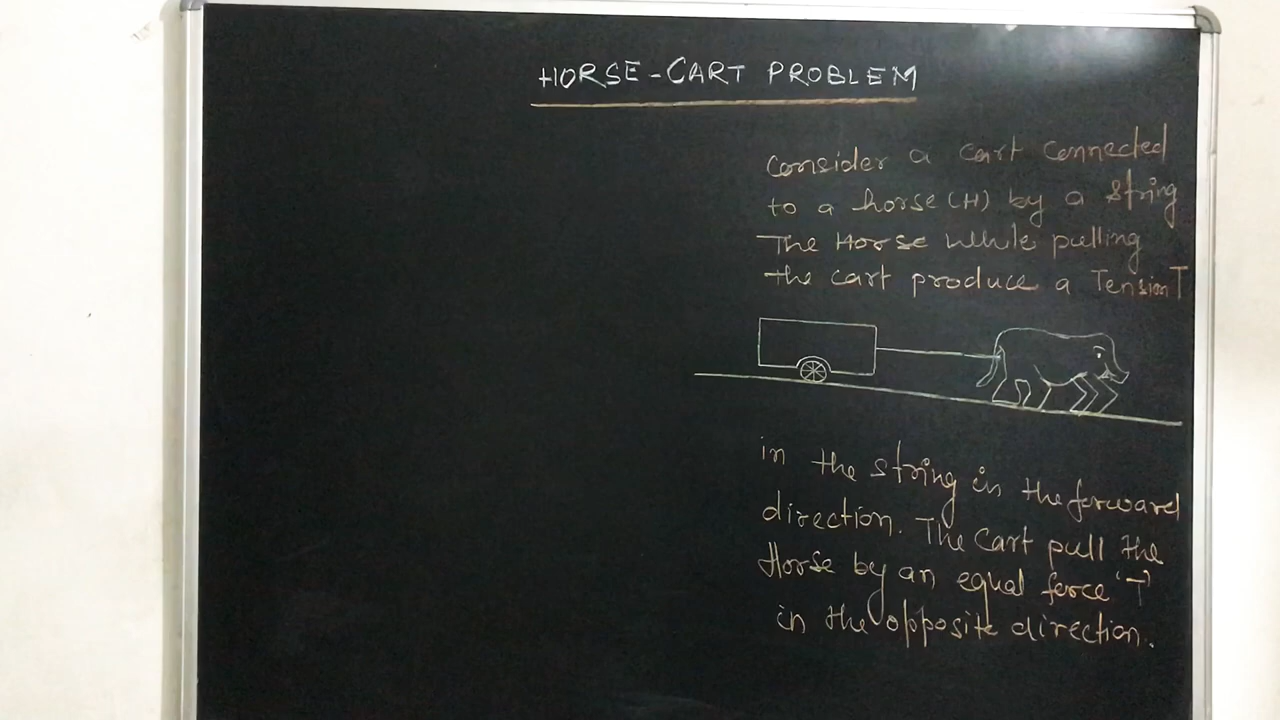 HORSE-CART PROBLEM
Consider a cart connected
to a horse (H) by a string
The Horse while pulling
the cart produce a Tension T
in the string in the forward
direction. The cart pull the
Horse by an equal force 'T'
in the opposite direction.